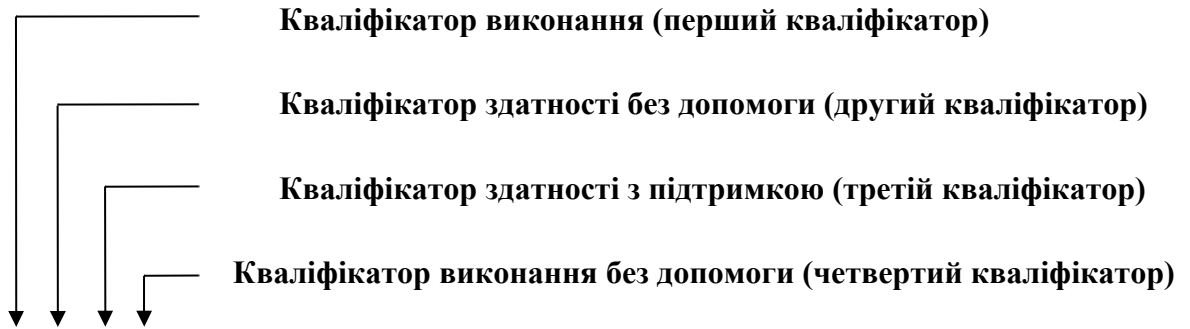 Кваліфікатор виконання (перший кваліфікатор)
Кваліфікатор здатності без допомоги (другий кваліфікатор)
Кваліфікатор здатності з підтримкою (третій кваліфікатор)
Кваліфікатор виконання без допомоги (четвертий кваліфікатор)